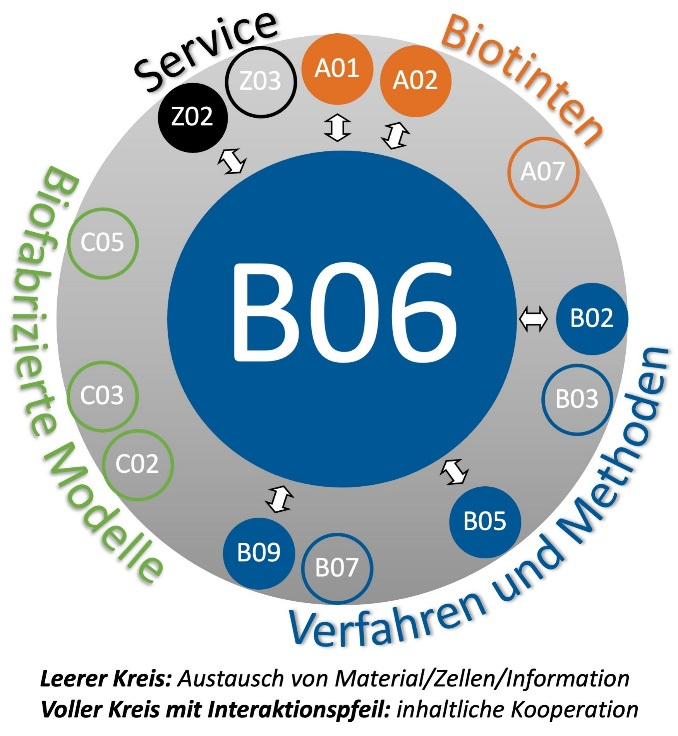 Service
Biotinten
Z03
A01
A02
Z02
A07
Biofabrizierte Modelle
C05
B06
B02
C03
B03
C02
B05
B09
B07
Verfahren und Methoden
Leerer Kreis: Austausch von Material/Zellen/Information
Voller Kreis mit Interaktionspfeil: inhaltliche Kooperation